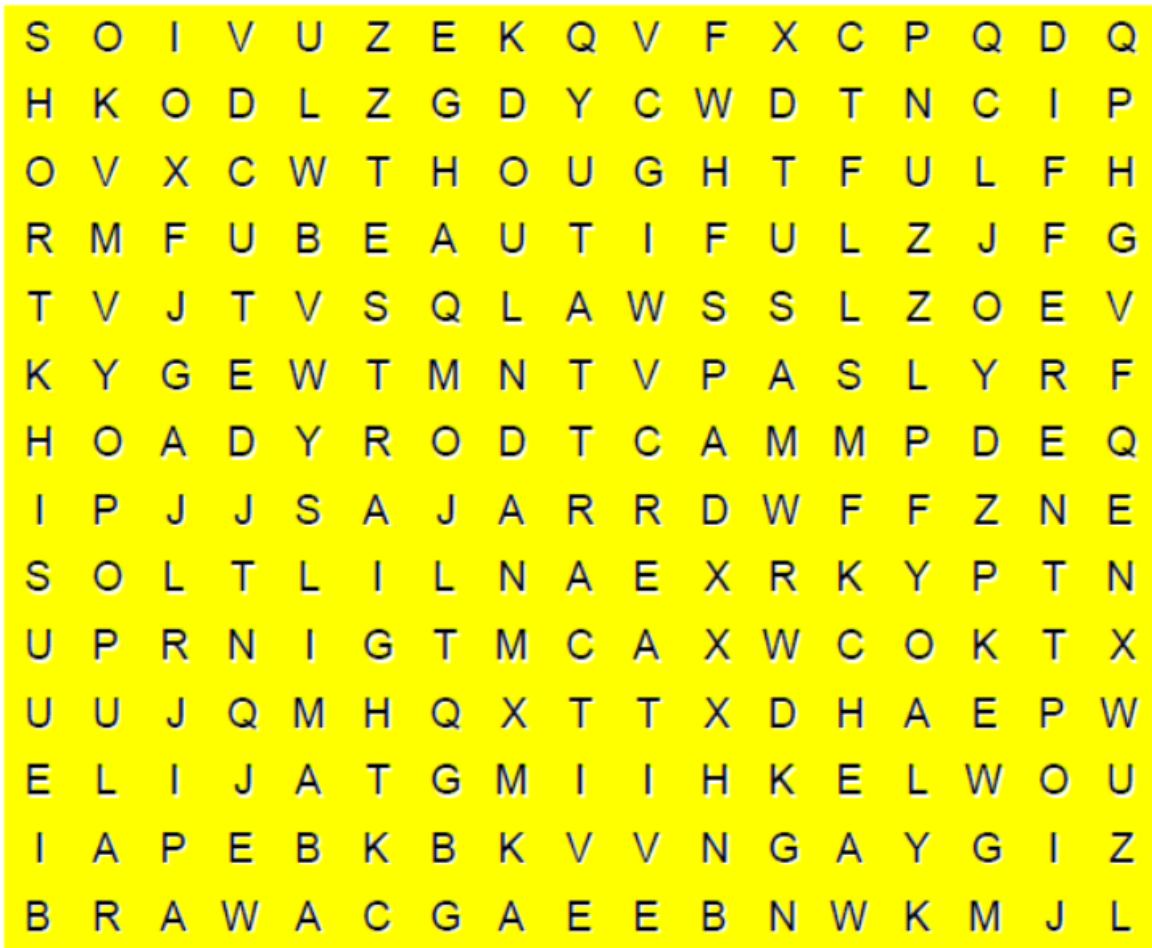 S O I V U Z E K Q V F X C P Q D Q
H K O D L Z G D Y C W D T N C I P
O V X C W T H O U G H T F U L F H
R M F U B E A U T I F U L Z J F G
T V J T V S Q L A W S S L Z O E V
K Y G E W T M N T V P A S L Y R F
H O A D Y R O D T C A M M P D E Q
I P J J S A J A R R D W F F Z N E
S O L T L I L N A E X R K Y P T N
U P R N I G T M C A X W C O K T X
U U J Q M H Q X T T X D H A E P W
E L I J A T G M I I H K E L W O U
I A P E B K B K V V N G A Y G I Z
B R A W A C G A E E B N W K M J L